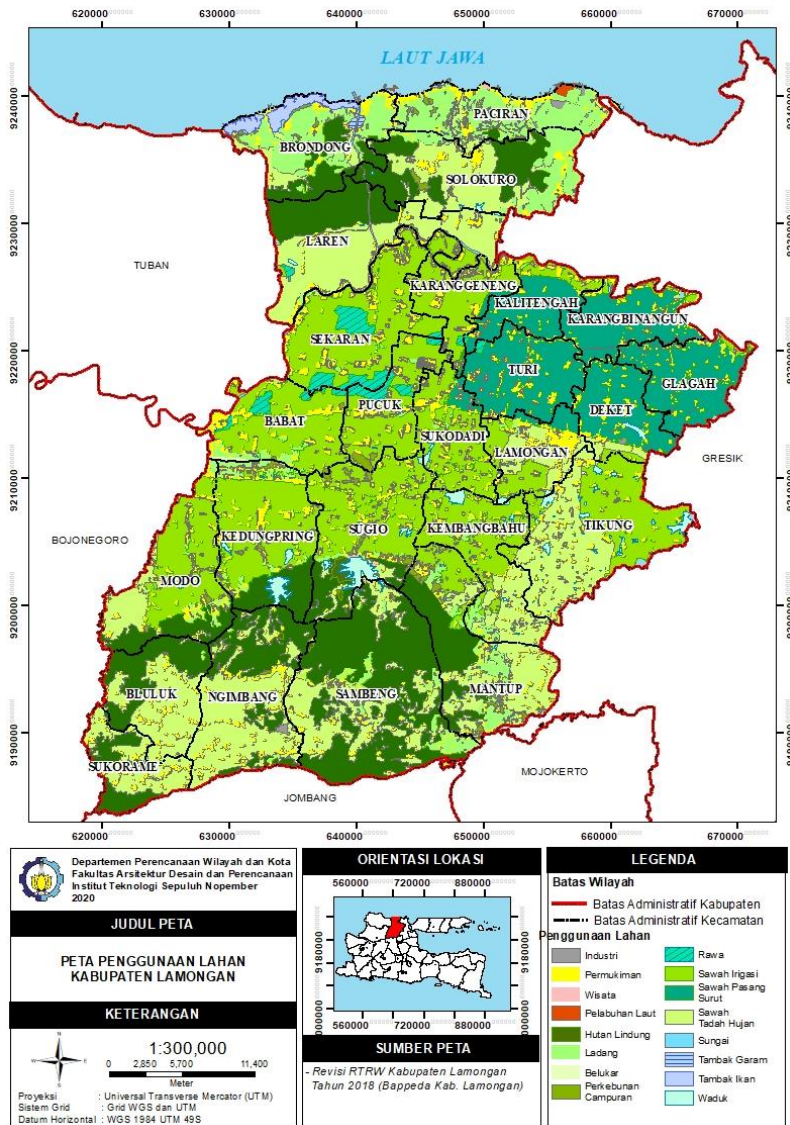 620000 630000 640000 650000 660000 670000
LAUT JAWA
9240000
PACIRAN
BRONDONG
SOLOKURO
9230000
LAREN
TUBAN
KARANGGENENG
KALITENGAH
KARANGBINANGUN
SEKARAN
9220000
TURI
GLAGAH
PUCUK
DEKET
BABAT
SUKODADI
LAMONGAN
GRESIK
9210000
KEDUNGPRING
SUGIO
KEMBANGBAHU
TIKUNG
BOJONEGORO
MODO
9200000
BLULUK
NGIMBANG
SAMBENG
MANTUP
9190000
SUKORAME
MOJOKERTO
JOMBANG
620000 630000 640000 650000 660000 670000
Departemen Perencanaan Wilayah dan Kota
Fakultas Arsitektur Desain dan Perencanaan
Institut Teknologi Sepuluh Nopember
2020
JUDUL PETA
PETA PENGGUNAAN LAHAN
KABUPATEN LAMONGAN
KETERANGAN
N
W E
S
1:300,000
0 2,850 5,700 11,400
Meter
Proyeksi : Universal Transverse Mercator (UTM)
Sistem Grid : Grid WGS dan UTM
Datum Horizontal : WGS 1984 UTM 49S
ORIENTASI LOKASI
560000 720000 880000
9180000 9180000
560000 720000 880000
SUMBER PETA
- Revisi RTRW Kabupaten Lamongan
Tahun 2018 (Bappeda Kab. Lamongan)
LEGENDA
Batas Wilayah
Batas Administratif Kabupaten
Batas Administratif Kecamatan
Penggunaan Lahan
Industri
Permukiman
Wisata
Pelabuhan Laut
Hutan Lindung
Ladang
Belukar
Perkebunan
Campuran
Rawa
Sawah Irigasi
Sawah Pasang
Surut
Sawah
Tadah Hujan
Sungai
Tambak Garam
Tambak Ikan
Waduk